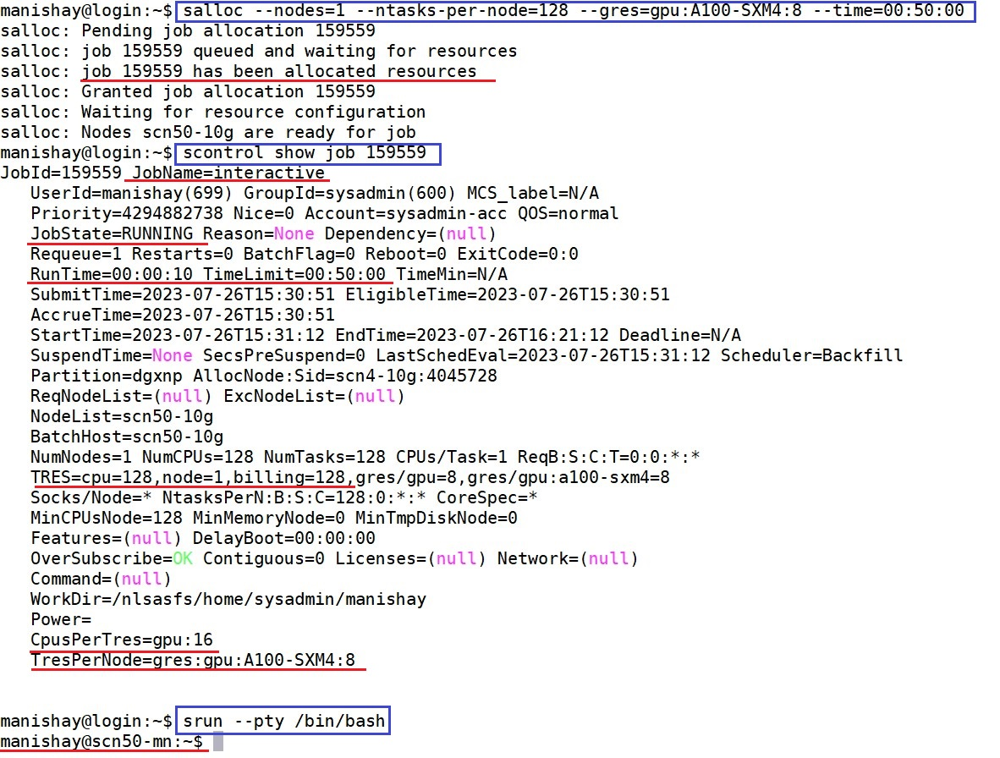 manishay@login:~$ salloc --nodes=1 --ntasks-per-node=128 --gres=gpu:A100-SXM4:8 --time=00:50:00
salloc: Pending job allocation 159559
salloc: job 159559 queued and waiting for resources
salloc: job 159559 has been allocated resources
salloc: Granted job allocation 159559
salloc: Waiting for resource configuration
salloc: Nodes scn50-10g are ready for job
manishay@login:~$ scontrol show job 159559
JobId=159559 JobName=interactive
   UserId=manishay(699) GroupId=sysadmin(600) MCS_label=N/A
   Priority=4294882738 Nice=0 Account=sysadmin-acc QOS=normal
   JobState=RUNNING Reason=None Dependency=(null)
   Requeue=1 Restarts=0 BatchFlag=0 Reboot=0 ExitCode=0:0
   RunTime=00:00:10 TimeLimit=00:50:00 TimeMin=N/A
   SubmitTime=2023-07-26T15:30:51 EligibleTime=2023-07-26T15:30:51
   AccrueTime=2023-07-26T15:30:51
   StartTime=2023-07-26T15:31:12 EndTime=2023-07-26T16:21:12 Deadline=N/A
   SuspendTime=None SecsPreSuspend=0 LastSchedEval=2023-07-26T15:31:12 Scheduler=Backfill
   Partition=dgxnp AllocNode:Sid=scn4-10g:4045728
   ReqNodeList=(null) ExcNodeList=(null)
   NodeList=scn50-10g
   BatchHost=scn50-10g
   NumNodes=1 NumCPUs=128 NumTasks=128 CPUs/Task=1 ReqB:S:C:T=0:0:*:*
   TRES=cpu=128,node=1,billing=128,gres/gpu=8,gres/gpu:a100-sxm4=8
   Socks/Node=* NtasksPerN:B:S:C=128:0:*:* CoreSpec=*
   MinCPUsNode=128 MinMemoryNode=0 MinTmpDiskNode=0
   Features=(null) DelayBoot=00:00:00
   OverSubscribe=OK Contiguous=0 Licenses=(null) Network=(null)
   Command=(null)
   WorkDir=/nlsasfs/home/sysadmin/manishay
   Power=
   CpusPerTres=gpu:16
   TresPerNode=gres:gpu:A100-SXM4:8
manishay@login:~$ srun --pty /bin/bash
manishay@scn50-mn:~$